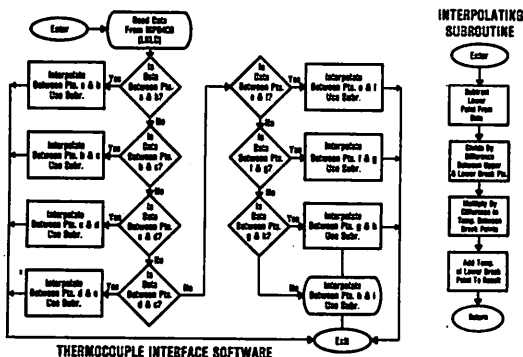 Enter
Read Data
From
INTERPOLATING
SUBROUTINE
Enter
Is
Data
Between Pts.
a & b?
Yes
No
Interpolate
Between Pts. a & b
Use Subr.
Is
Data
Between Pts.
b & c?
Yes
No
Interpolate
Between Pts. b & c
Use Subr.
Is
Data
Between Pts.
c & d?
Yes
No
Interpolate
Between Pts. c & d
Use Subr.
Is
Data
Between Pts.
d & e?
Yes
No
Interpolate
Between Pts. d & e
Use Subr.
Is
Data
Between Pts.
e & f?
Yes
No
Interpolate
Between Pts. e & f
Use Subr.
Is
Data
Between Pts.
f & g?
Yes
No
Interpolate
Between Pts. f & g
Use Subr.
Is
Data
Between Pts.
g & h?
Yes
No
Interpolate
Between Pts. g & h
Use Subr.
Interpolate
Between Pts. h & i
Use Subr.
Exit
Subtract
Lower
Point From
Data
Divide By
Difference
Between Upper
& Lower Break Pts.
Multiply By
Difference in
Temp. Between
Break Points
Add Temp.
of Lower Break
Point To Result
Return
THERMOCOUPLE INTERFACE SOFTWARE